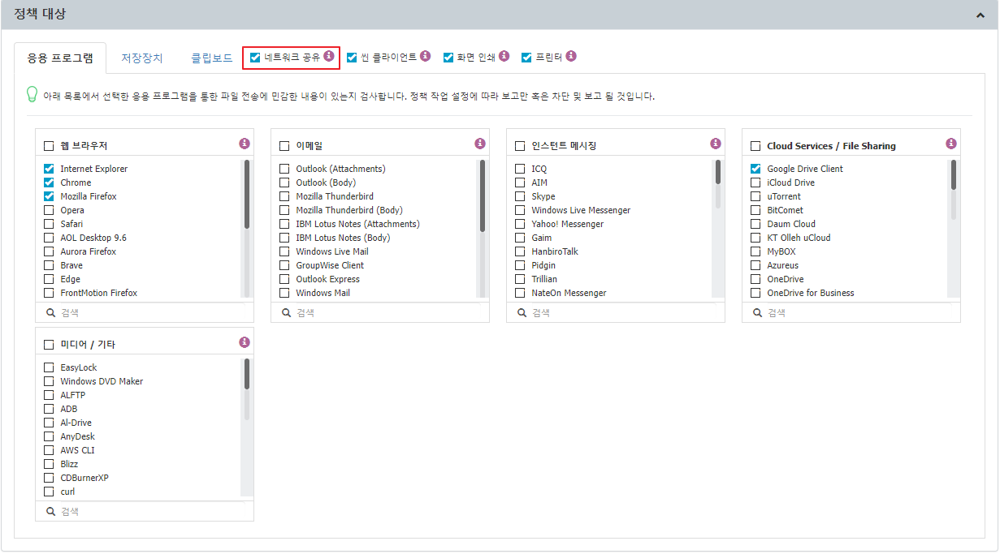 정책 대상
응용 프로그램 저장장치 클립보드 네트워크 공유 씬 클라이언트 화면 인쇄 프린터
아래 목록에서 선택한 응용 프로그램을 통한 파일 전송에 민감한 내용이 있는지 검사합니다. 정책 작업 설정에 따라 보고만 혹은 차단 및 보고 될 것입니다.
웹 브라우저
Internet Explorer
Chrome
Mozilla Firefox
Opera
Safari
AOL Desktop 9.6
Aurora Firefox
Brave
Edge
FrontMotion Firefox
검색
이메일
Outlook (Attachments)
Outlook (Body)
Mozilla Thunderbird
Mozilla Thunderbird (Body)
IBM Lotus Notes (Attachments)
IBM Lotus Notes (Body)
Windows Live Mail
GroupWise Client
Outlook Express
Windows Mail
검색
인스턴트 메시징
ICQ
AIM
Skype
Windows Live Messenger
Yahoo! Messenger
Gaim
HanbiroTalk
Pidgin
Trillian
NateOn Messenger
검색
Cloud Services / File Sharing
Google Drive Client
iCloud Drive
uTorrent
BitComet
Daum Cloud
KT Olleh uCloud
MyBOX
Azureus
OneDrive
OneDrive for Business
검색
미디어 / 기타
EasyLock
Windows DVD Maker
ALFTP
ADB
Al-Drive
AnyDesk
AWS CLI
Blizz
CDBurnerXP
curl
검색